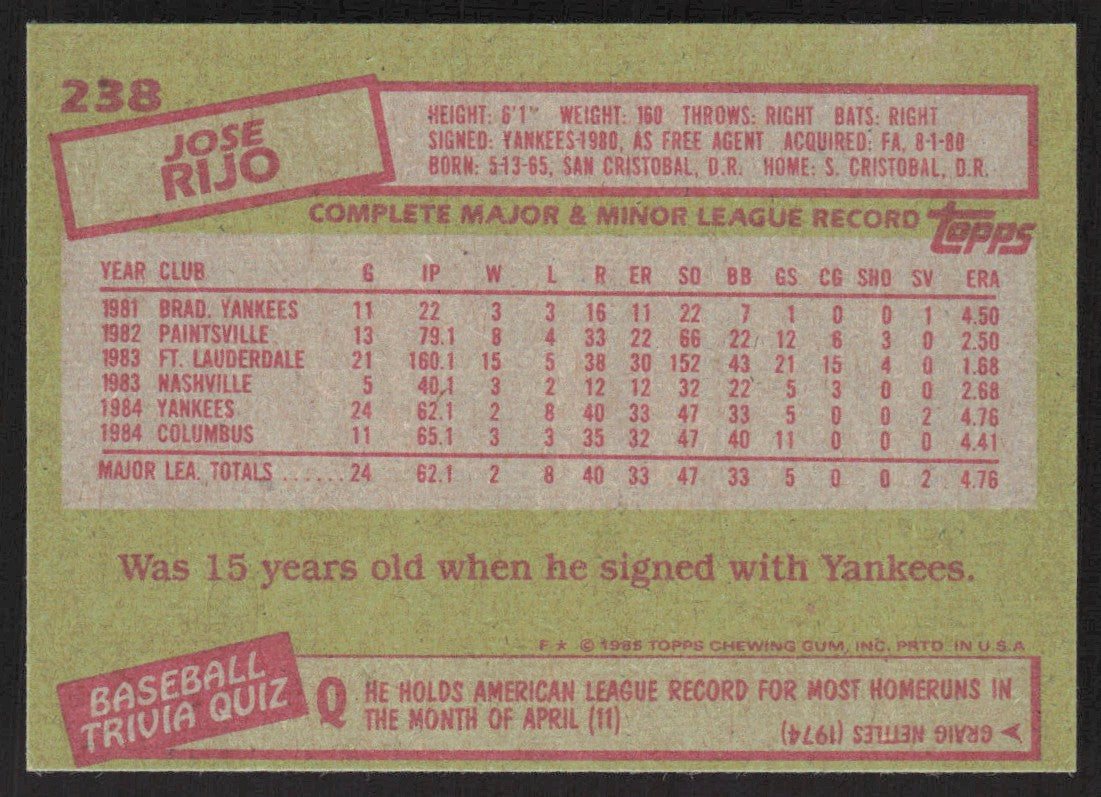 238
JOSE
RIJO
HEIGHT: 6'1" WEIGHT: 160 THROWS: RIGHT BATS: RIGHT
SIGNED: YANKEES-1980, AS FREE AGENT ACQUIRED: FA, 8-1-80
BORN: 5-13-65, SAN CRISTOBAL, D.R. HOME: S. CRISTOBAL, D.R.
COMPLETE MAJOR & MINOR LEAGUE RECORD
Topps
YEAR CLUB G IP W L R ER SO BB GS CG SHO SV ERA
1981 BRAD. YANKEES 11 22 3 3 16 11 22 7 1 0 0 1 4.50
1982 PAINTSVILLE 13 79.1 8 4 33 22 66 22 12 6 3 0 2.50
1983 FT. LAUDERDALE 21 160.1 15 5 38 30 152 43 21 15 4 0 1.68
1983 NASHVILLE 5 40.1 3 2 12 12 32 22 5 3 0 0 2.68
1984 YANKEES 24 62.1 2 8 40 33 47 33 5 0 0 2 4.76
1984 COLUMBUS 11 65.1 3 3 35 32 47 40 11 0 0 0 4.41
MAJOR LEA. TOTALS ......24 62.1 2 8 40 33 47 33 5 0 0 2 4.76
Was 15 years old when he signed with Yankees.
F★ © 1985 TOPPS CHEWING GUM, INC. PRTD. IN U.S.A
BASEBALL
TRIVIA QUIZ
Q HE HOLDS AMERICAN LEAGUE RECORD FOR MOST HOMERUNS IN
THE MONTH OF APRIL (11)
GRAIG NETTLES (1974)